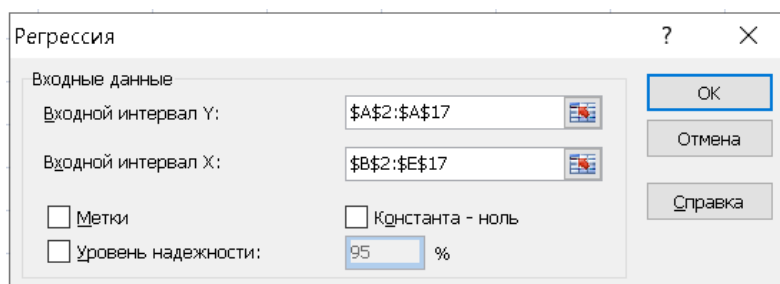 Регрессия ?
Входные данные
Входной интервал Y: $A$2:$A$17
Входной интервал X: $B$2:$E$17
Метки Константа - ноль
Уровень надежности: 95 %
ОК
Отмена
Справка